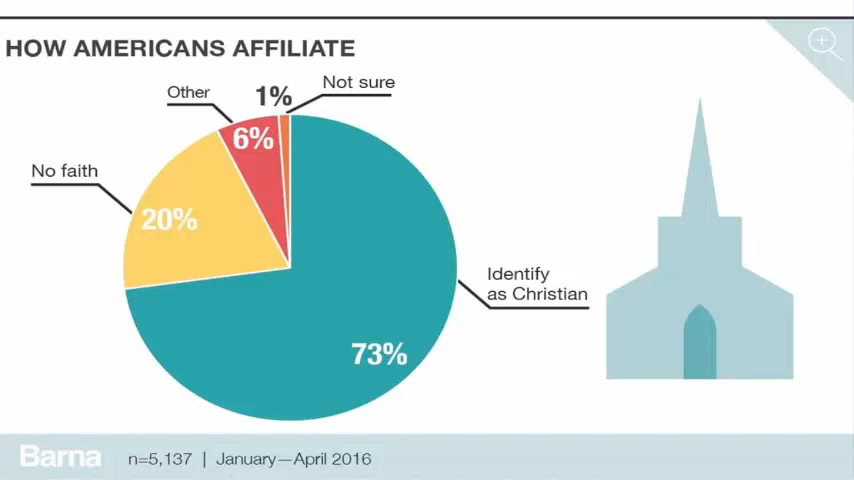 HOW AMERICANS AFFILIATE
Other
1%
Not sure
6%
No faith
20%
Identify
as Christian
73%
Barna n=5,137 | January—April 2016